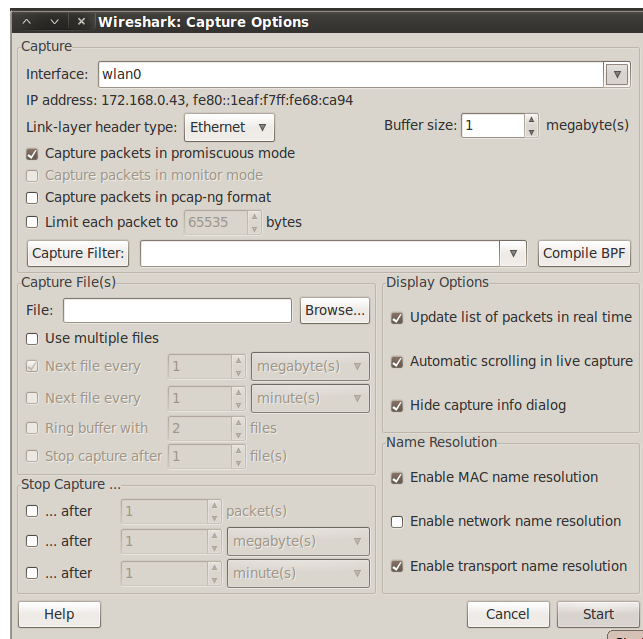 Wireshark: Capture Options
Capture
Interface: wlan0
IP address: 172.168.0.43, fe80::1eaf:f7ff:fe68:ca94
Link-layer header type: Ethernet Buffer size: 1 megabyte(s)
Capture packets in promiscuous mode
Capture packets in monitor mode
Capture packets in pcap-ng format
Limit each packet to 65535 bytes
Capture Filter: Compile BPF
Capture File(s)
File: Browse...
Use multiple files
Next file every 1 megabyte(s)
Next file every 1 minute(s)
Ring buffer with 2 files
Stop capture after 1 file(s)
Display Options
Update list of packets in real time
Automatic scrolling in live capture
Hide capture info dialog
Stop Capture ...
... after 1 packet(s)
... after 1 megabyte(s)
... after 1 minute(s)
Name Resolution
Enable MAC name resolution
Enable network name resolution
Enable transport name resolution
Help Cancel Start